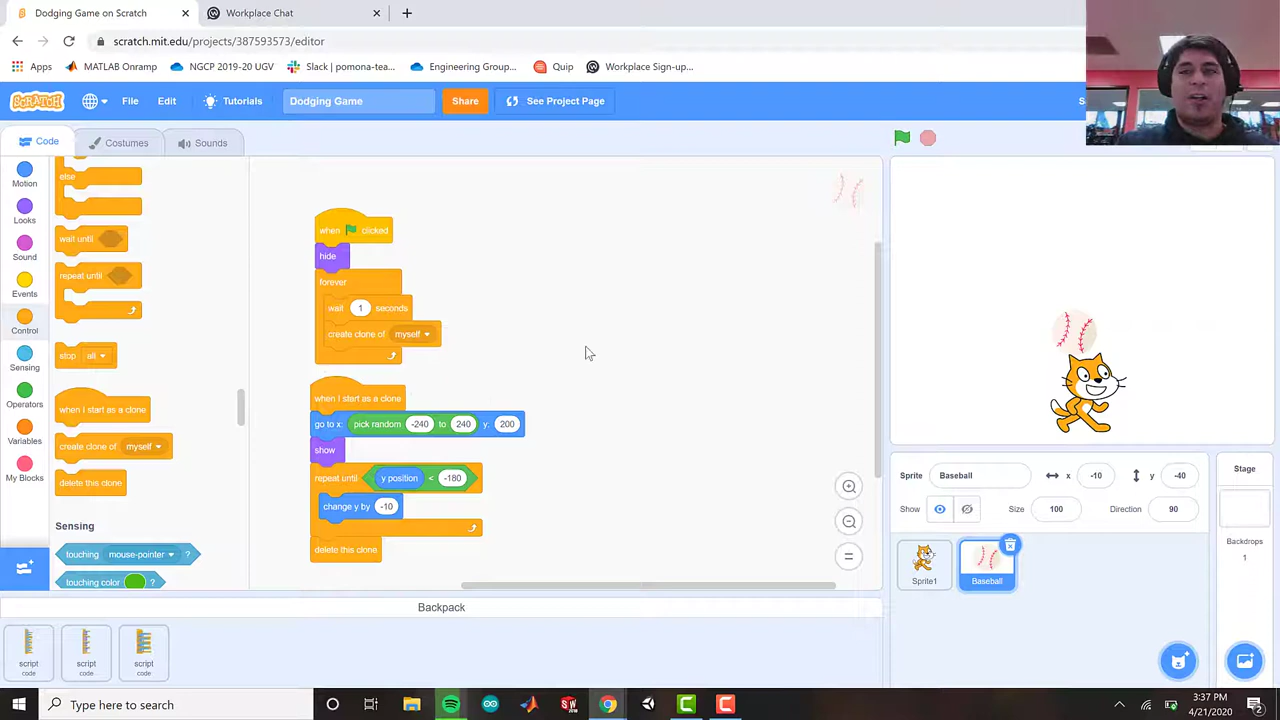 Dodging Game on Scratch
Workplace Chat
scratch.mit.edu/projects/387593573/editor
Apps
MATLAB Onramp
NGCP 2019-20 UGV
Slack | pomona-tea...
Engineering Group...
Quip
Workplace Sign-up...
SCRATCH
File
Edit
Tutorials
Dodging Game
Share
See Project Page
S
Code
Costumes
Sounds
Motion
Looks
Sound
Events
Control
Sensing
Operators
Variables
My Blocks
else
wait until
repeat until
stop all
when I start as a clone
create clone of myself
delete this clone
Sensing
touching mouse-pointer ?
touching color ?
when clicked
hide
forever
wait 1 seconds
create clone of myself
when I start as a clone
go to x: pick random -240 to 240 y: 200
show
repeat until y position < -180
change y by -10
delete this clone
Sprite Baseball x -10 y -40
Show Size 100 Direction 90
Sprite1
Baseball
Stage
Backdrops
1
Backpack
script
code
script
code
script
code
Type here to search
3:37 PM
4/21/2020
2